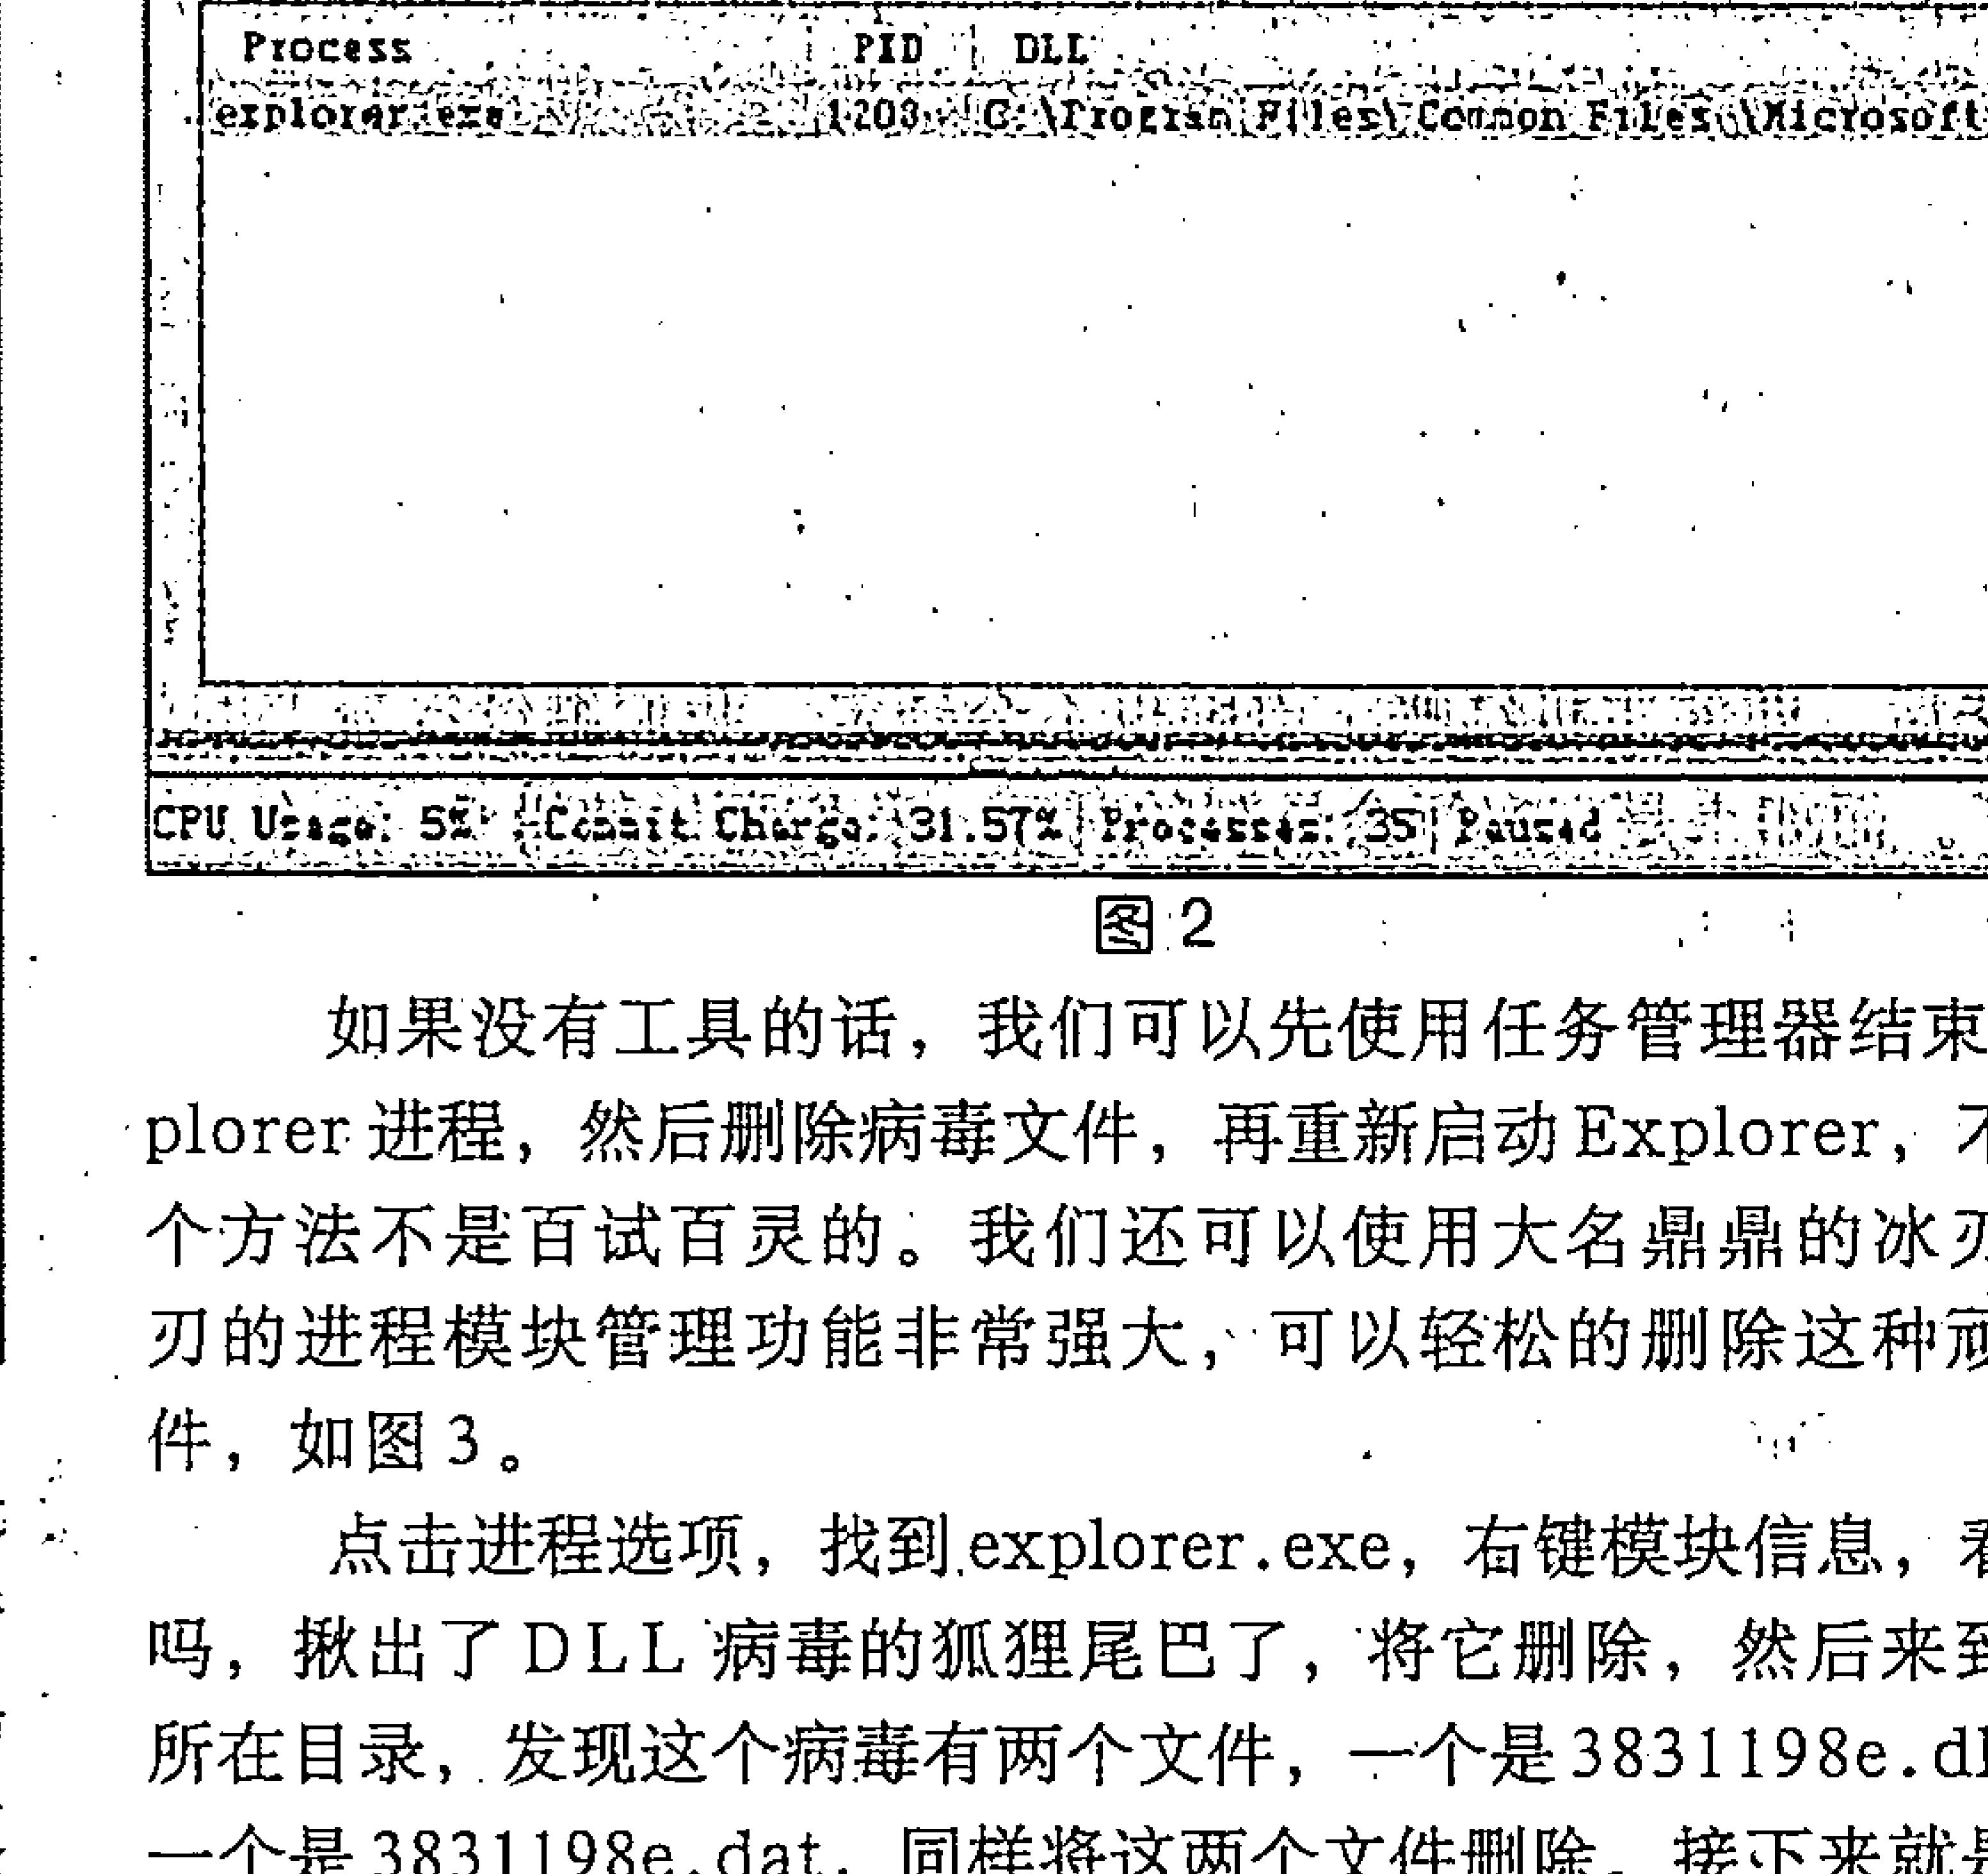 Process PID DLL
explorer.exe 1203 C:\Program Files\Common Files\\Microsoft
CPU Usage: 5% Commit Charge: 31.57% Processes: 35 Paused
图 2
如果没有工具的话，我们可以先使用任务管理器结束
plorer 进程，然后删除病毒文件，再重新启动 Explorer，
个方法不是百试百灵的。我们还可以使用大名鼎鼎的冰刃
刃的进程模块管理功能非常强大，可以轻松的删除这种顽
件，如图 3。
点击进程选项，找到 explorer.exe，右键模块信息，看
吗，揪出了 DLL 病毒的狐狸尾巴了，将它删除，然后来到
所在目录，发现这个病毒有两个文件，一个是 3831198e.dl
一个是 3831198e.dat，同样将这两个文件删除。接下来就是